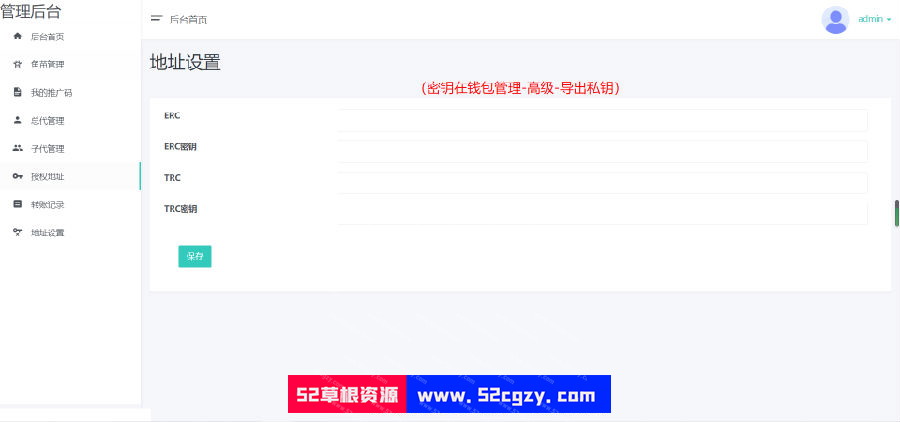 管理后台
后台首页
鱼苗管理
我的推广码
总代管理
子代管理
授权地址
转账记录
地址设置
后台首页
admin
地址设置
（密钥在钱包管理-高级-导出私钥）
ERC
ERC密钥
TRC
TRC密钥
保存
52草根资源 www.52cgzy.com